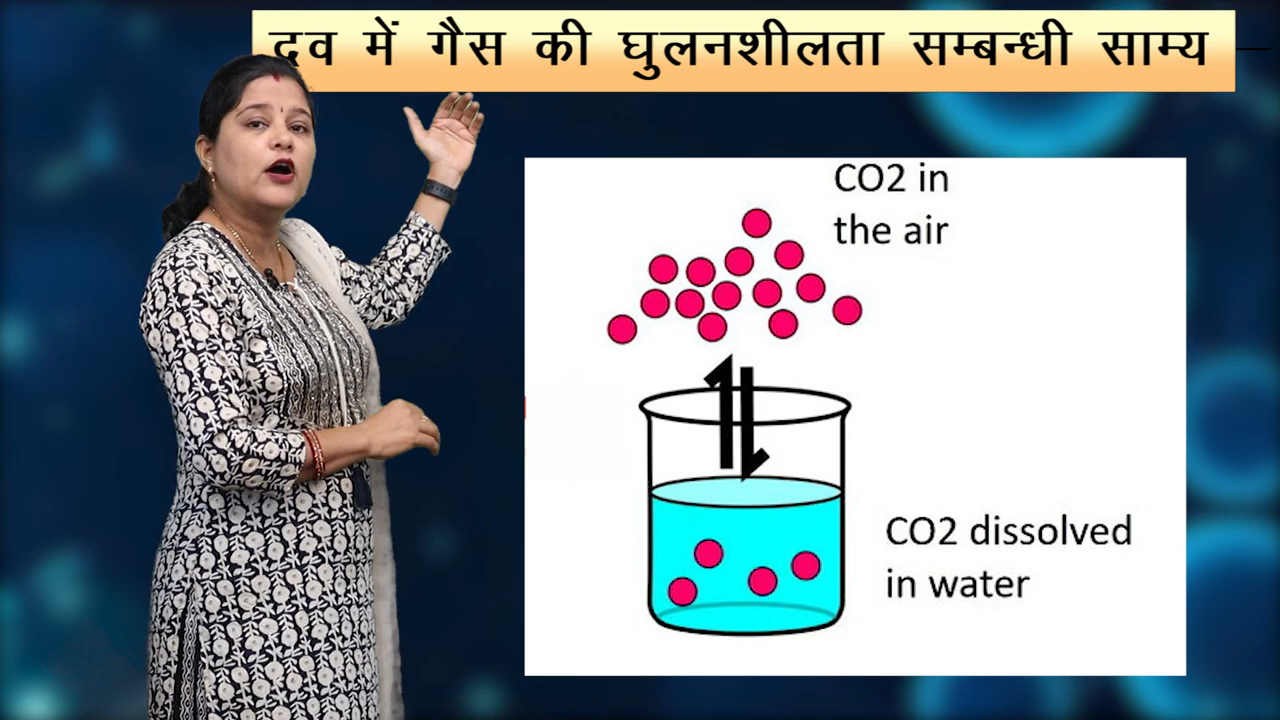 द्रव में गैस की घुलनशीलता सम्बन्धी साम्य
CO2 in
the air
CO2 dissolved
in water